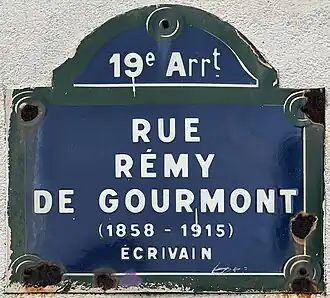 19e Arrt
RUE
RÉMY
DE GOURMONT
(1858 - 1915)
ÉCRIVAIN